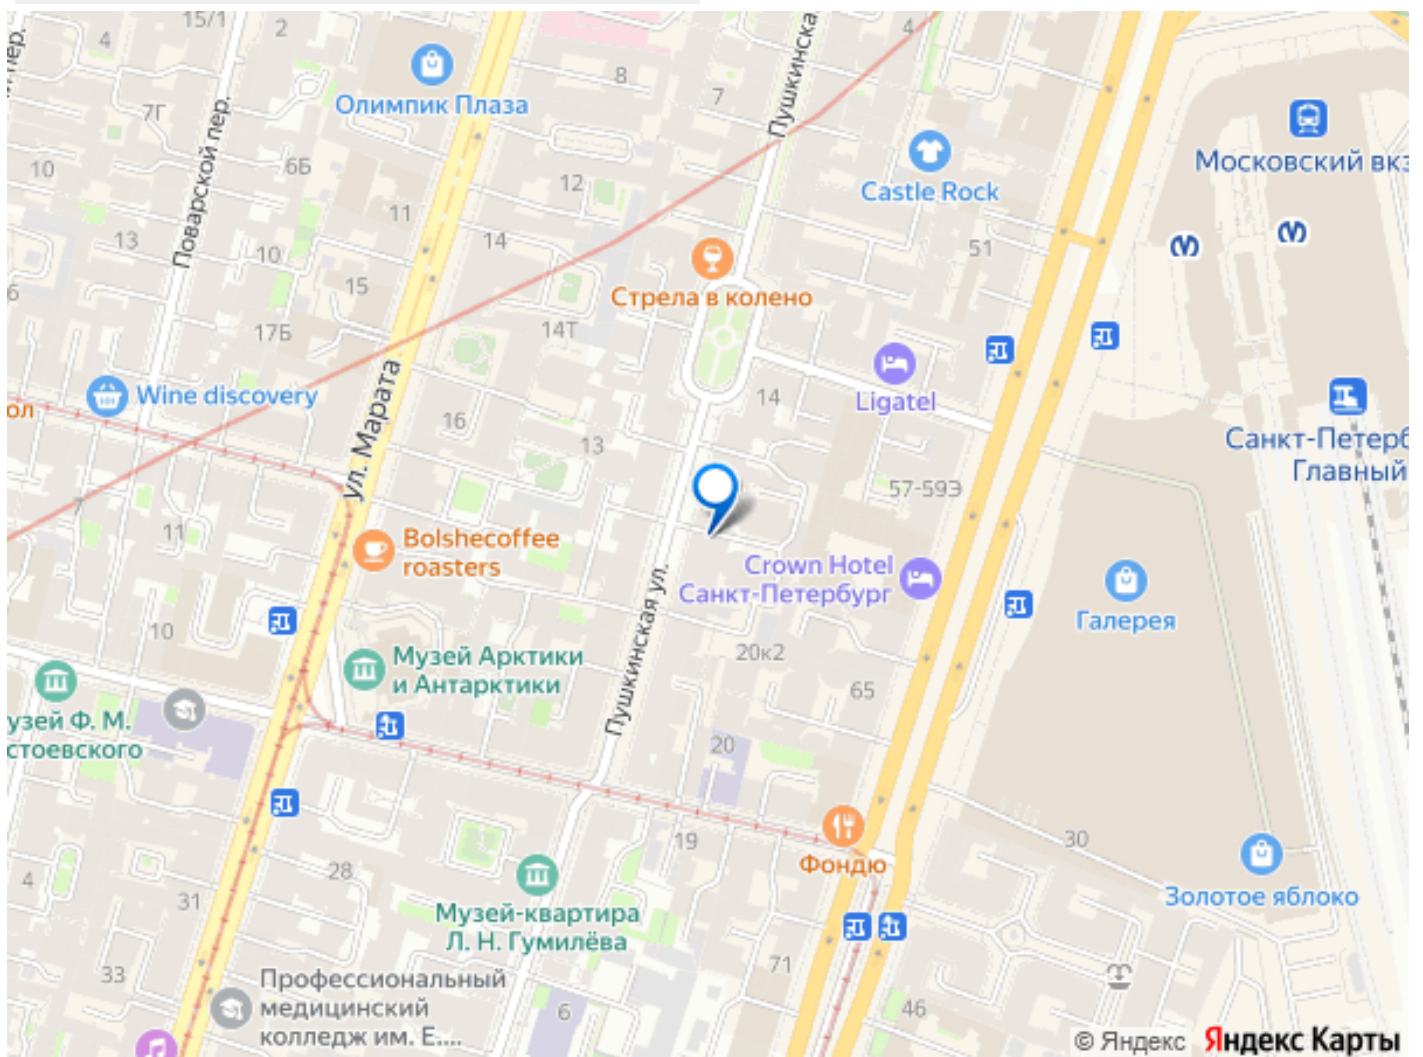 15/1
2
4
8
7
4
Пушкинска
Олимпик Плаза
7Г
Поварской пер.
10
6Б
12
11
Castle Rock
Московский вкз
13
10
14
51
15
Стрела в колено
17Б
14Т
Wine discovery
ол
ул. Марата
16
13
14
Ligatel
Санкт-Петерб
Главный
57-59Э
7
11
Bolshecoffee
roasters
Crown Hotel
Санкт-Петербург
Галерея
Пушкинская ул.
10
Музей Арктики
и Антарктики
20к2
65
узей Ф. М.
стоевского
20
19
30
Фондю
28
4
31
Золотое яблоко
Музей-квартира
Л. Н. Гумилёва
33
Профессиональный
медицинский
колледж им. Е....
71
6
46
© Яндекс Яндекс Карты